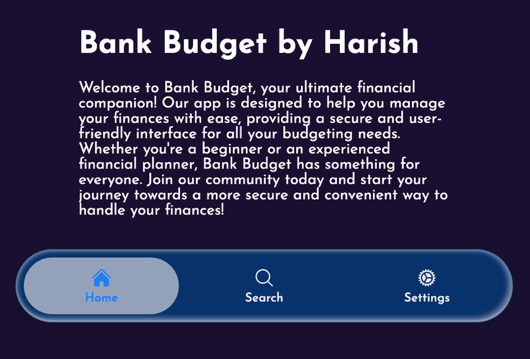 Bank Budget by Harish
Welcome to Bank Budget, your ultimate financial
companion! Our app is designed to help you manage
your finances with ease, providing a secure and user-
friendly interface for all your budgeting needs.
Whether you're a beginner or an experienced
financial planner, Bank Budget has something for
everyone. Join our community today and start your
journey towards a more secure and convenient way to
handle your finances!
Home
Search
Settings